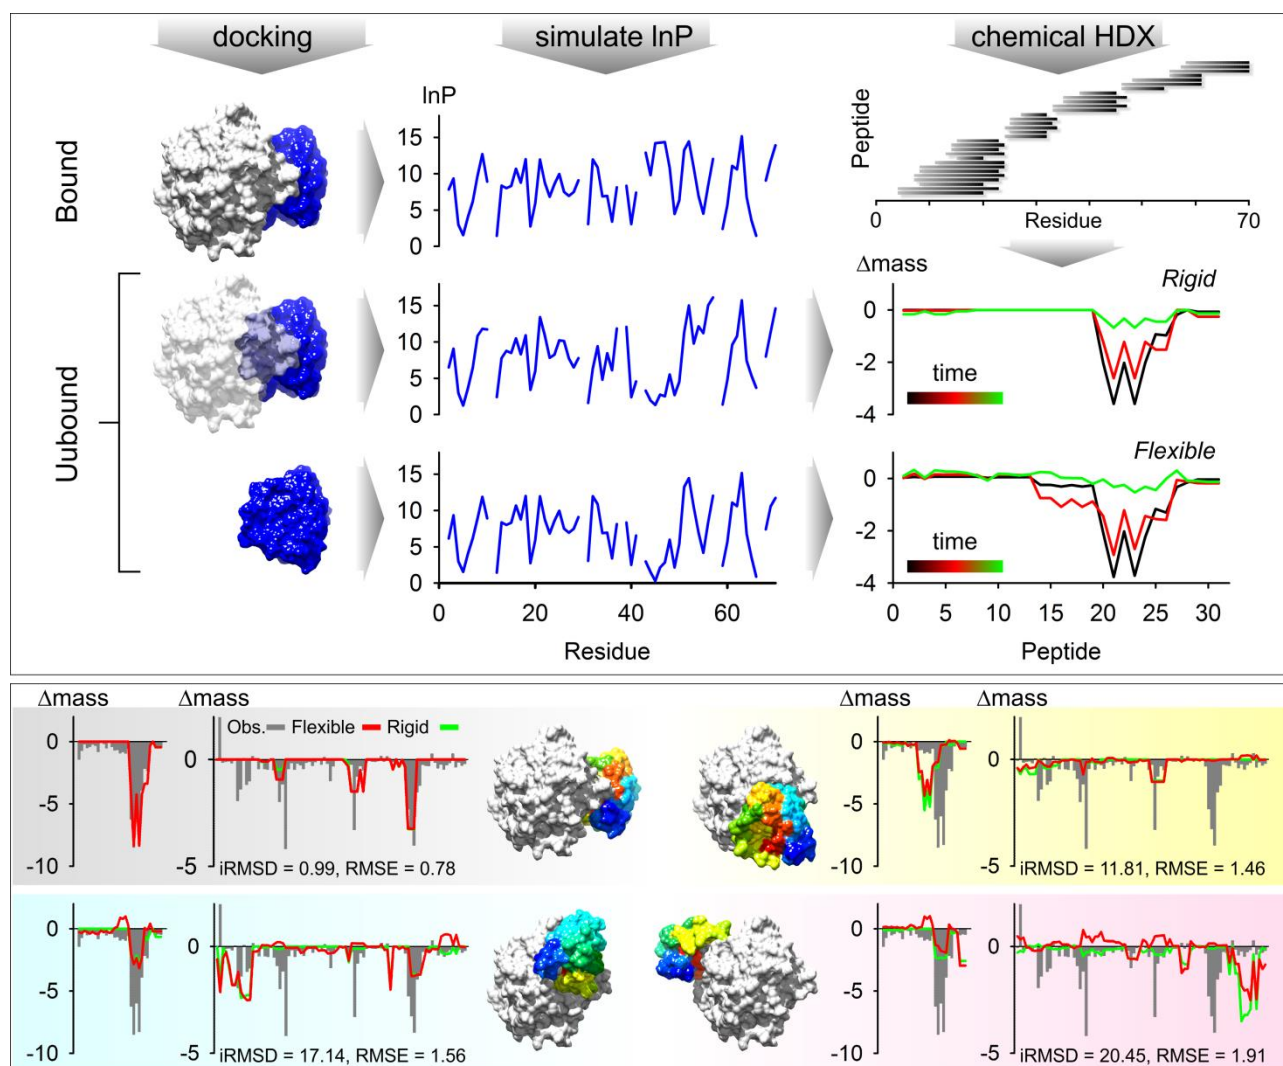 docking
simulate lnP
chemical HDX
Bound
lnP
15
10
5
0
Peptide
0
Residue
70
Uubound
15
10
5
0
Δmass
Rigid
0
-2
-4
time
15
10
5
0
0
20
40
60
Residue
Flexible
0
-2
-4
time
0
5
10
15
20
25
30
Peptide
Δmass
Δmass
Obs.
Flexible
Rigid
0
-5
-10
0
-5
iRMSD = 0.99, RMSE = 0.78
Δmass
Δmass
0
-5
-10
0
-5
iRMSD = 11.81, RMSE = 1.46
0
-5
-10
0
-5
iRMSD = 17.14, RMSE = 1.56
0
-5
-10
0
-5
iRMSD = 20.45, RMSE = 1.91